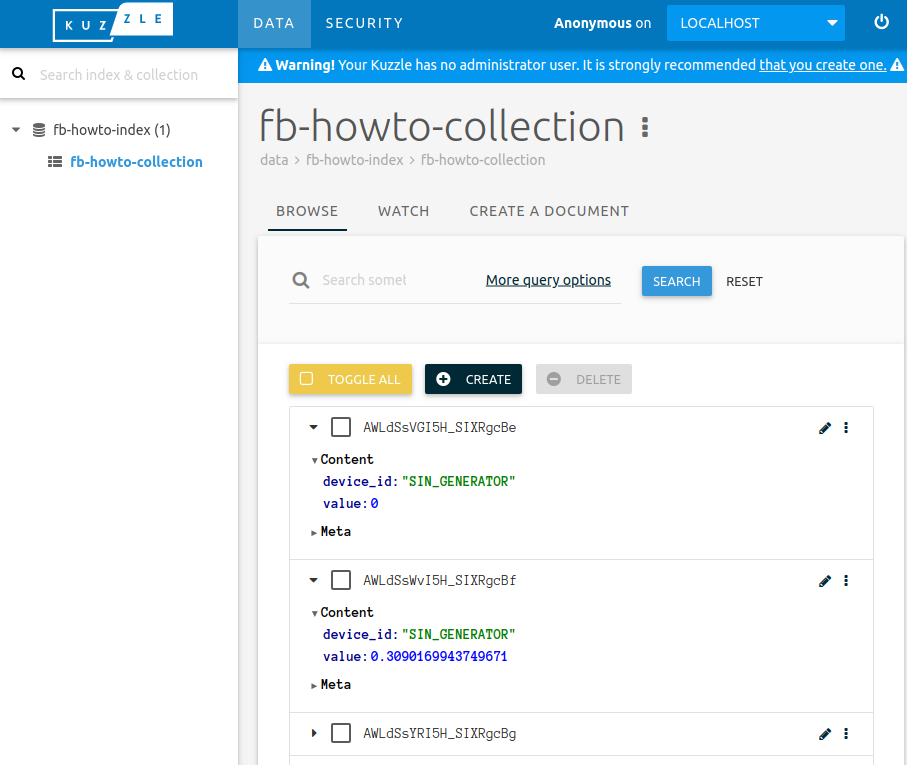 KUZZLE
DATA SECURITY Anonymous on LOCALHOST
Search index & collection
Warning! Your Kuzzle has no administrator user. It is strongly recommended that you create one.
fb-howto-index (1)
fb-howto-collection
fb-howto-collection
data > fb-howto-index > fb-howto-collection
BROWSE WATCH CREATE A DOCUMENT
Search somet More query options SEARCH RESET
TOGGLE ALL CREATE DELETE
AWLdSsVGI5H_SIXRgcBe
Content
device_id: "SIN_GENERATOR"
value: 0
Meta
AWLdSsWvI5H_SIXRgcBf
Content
device_id: "SIN_GENERATOR"
value: 0.3090169943749671
Meta
AWLdSsYRI5H_SIXRgcBg